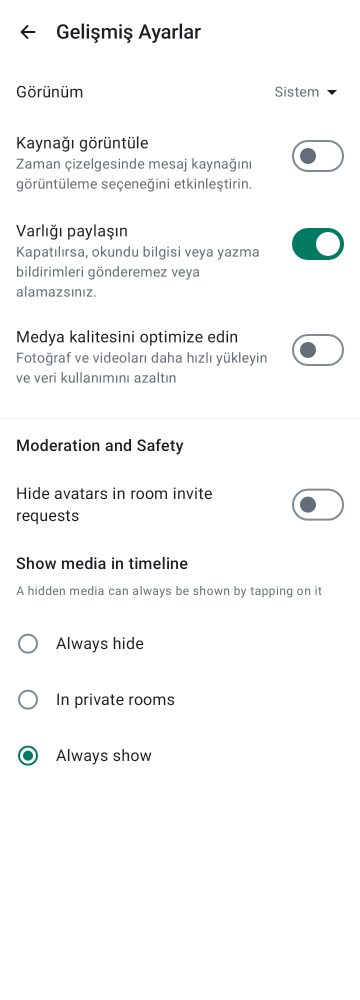 Gelişmiş Ayarlar
Görünüm
Sistem
Kaynağı görüntüle
Zaman çizelgesinde mesaj kaynağını
görüntüleme seçeneğini etkinleştirin.
Varlığı paylaşın
Kapatılırsa, okundu bilgisi veya yazma
bildirimleri gönderemez veya
alamazsınız.
Medya kalitesini optimize edin
Fotoğraf ve videoları daha hızlı yükleyin
ve veri kullanımını azaltın
Moderation and Safety
Hide avatars in room invite
requests
Show media in timeline
A hidden media can always be shown by tapping on it
Always hide
In private rooms
Always show